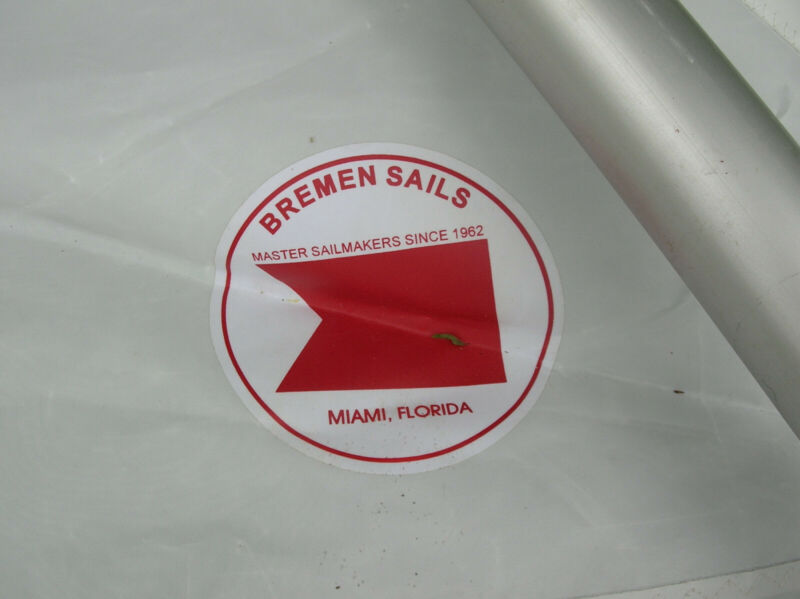 BREMEN SAILS
MASTER SAILMAKERS SINCE 1962
MIAMI, FLORIDA